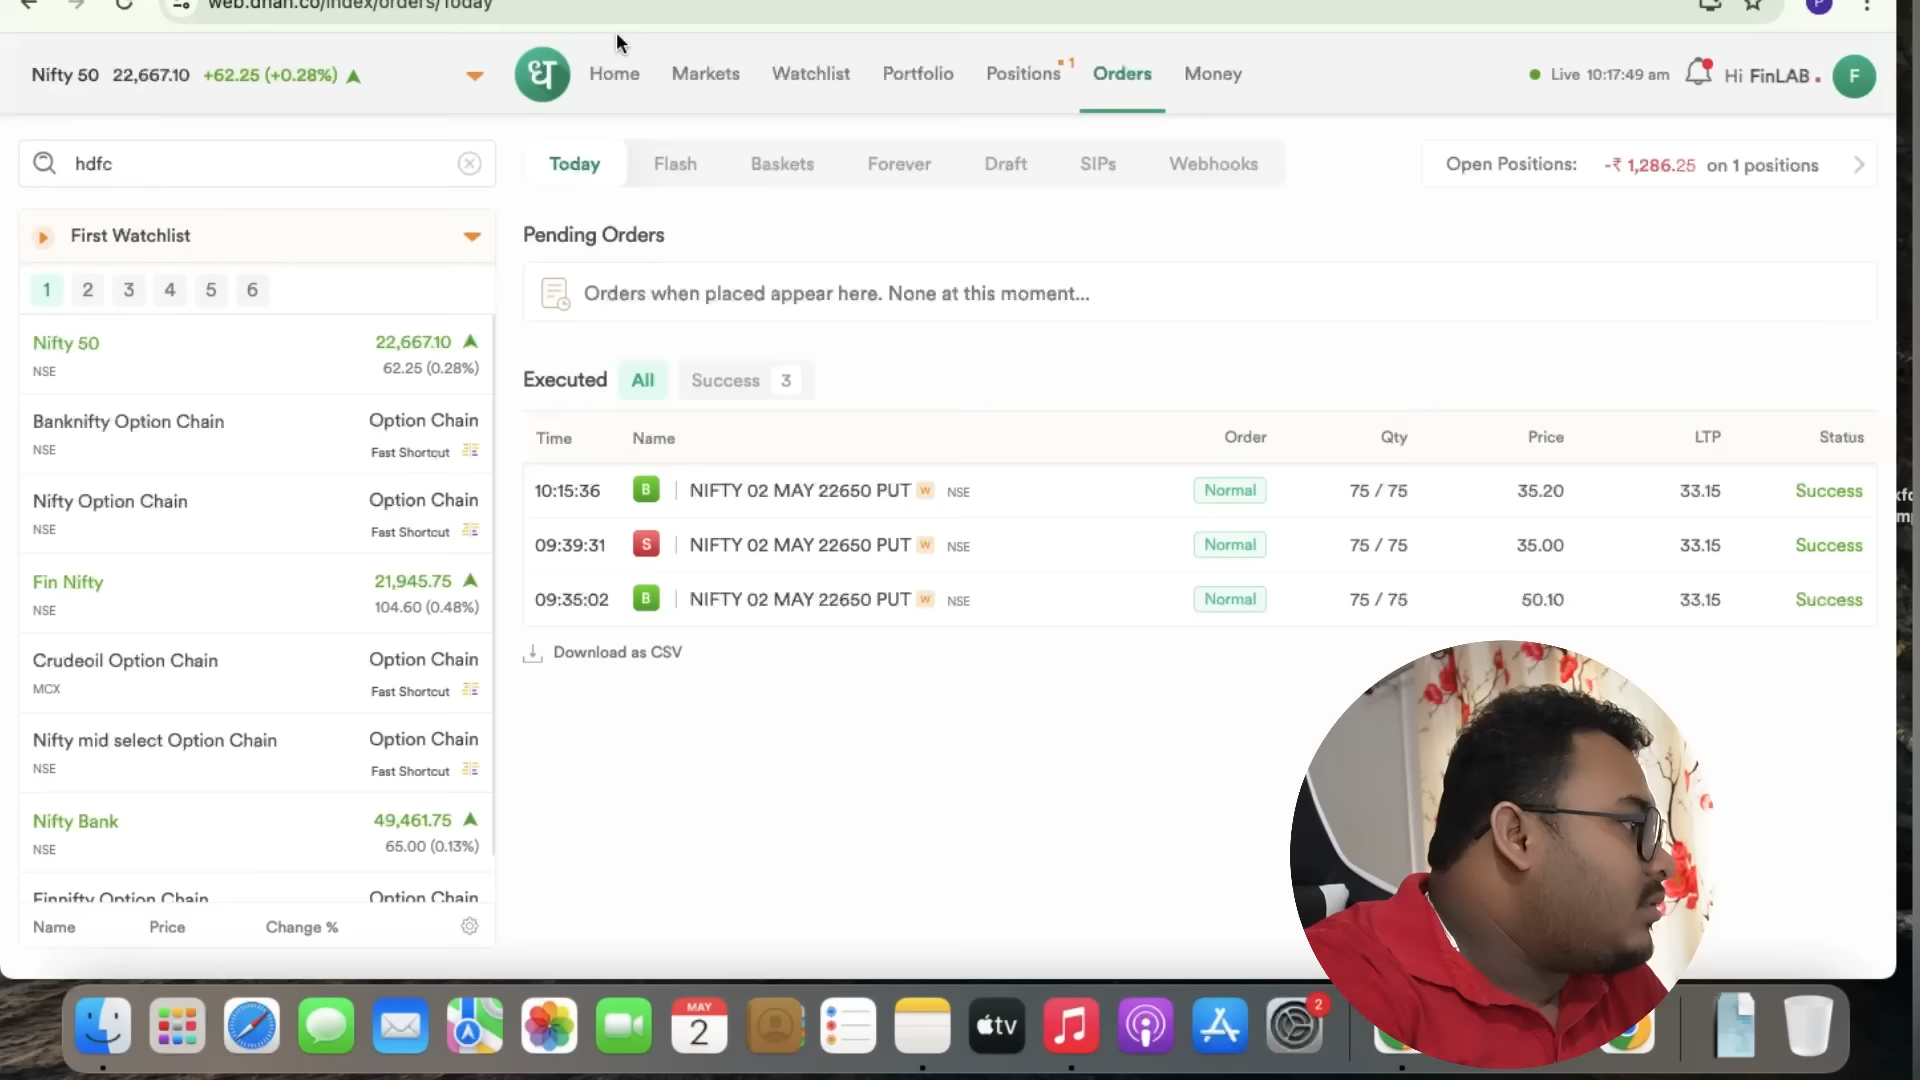 web.dhan.co/index/orders/Today
Nifty 50 22,667.10 +62.25 (+0.28%)
ध
Home Markets Watchlist Portfolio Positions 1 Orders Money
Live 10:17:49 am Hi FinLAB F
hdfc
Today Flash Baskets Forever Draft SIPs Webhooks
Open Positions: -₹ 1,286.25 on 1 positions
First Watchlist
1 2 3 4 5 6
Nifty 50 22,667.10
NSE 62.25 (0.28%)
Banknifty Option Chain Option Chain
NSE Fast Shortcut
Nifty Option Chain Option Chain
NSE Fast Shortcut
Fin Nifty 21,945.75
NSE 104.60 (0.48%)
Crudeoil Option Chain Option Chain
MCX Fast Shortcut
Nifty mid select Option Chain Option Chain
NSE Fast Shortcut
Nifty Bank 49,461.75
NSE 65.00 (0.13%)
Finnifty Option Chain Option Chain
Name Price Change %
Pending Orders
Orders when placed appear here. None at this moment...
Executed All Success 3
Time Name Order Qty Price LTP Status
10:15:36 B NIFTY 02 MAY 22650 PUT W NSE Normal 75 / 75 35.20 33.15 Success
09:39:31 S NIFTY 02 MAY 22650 PUT W NSE Normal 75 / 75 35.00 33.15 Success
09:35:02 B NIFTY 02 MAY 22650 PUT W NSE Normal 75 / 75 50.10 33.15 Success
Download as CSV
MAY
2
tv
2